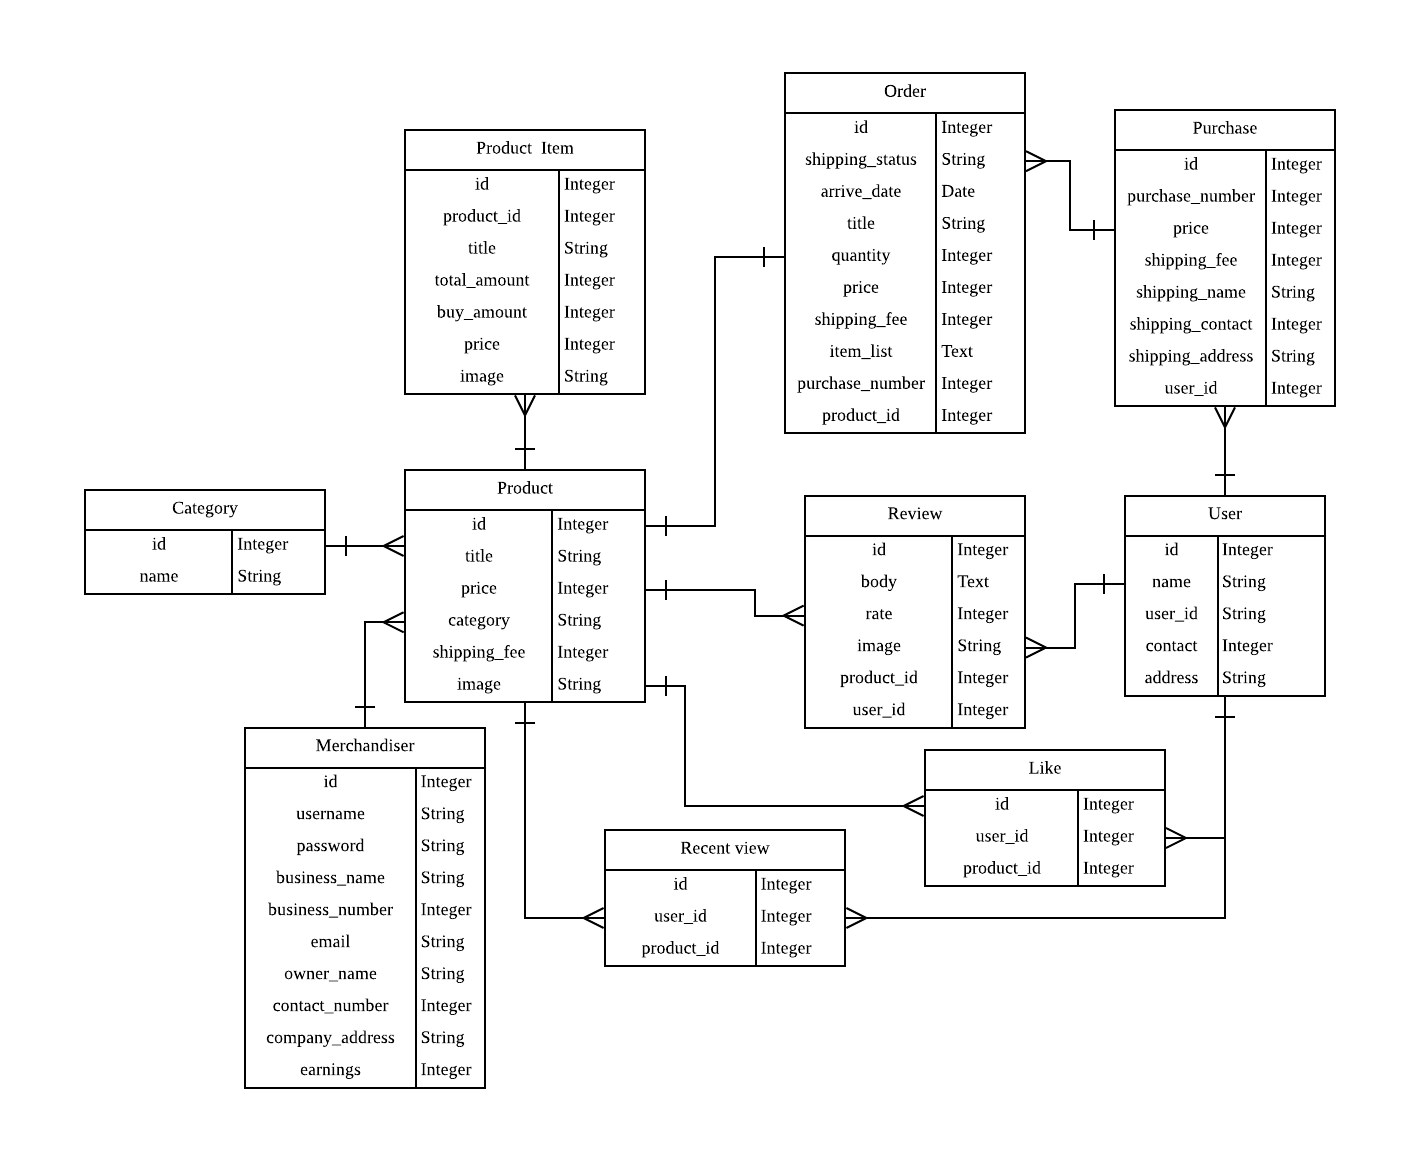 Order
id Integer
shipping_status String
arrive_date Date
title String
quantity Integer
price Integer
shipping_fee Integer
item_list Text
purchase_number Integer
product_id Integer
Purchase
id Integer
purchase_number Integer
price Integer
shipping_fee Integer
shipping_name String
shipping_contact Integer
shipping_address String
user_id Integer
Product Item
id Integer
product_id Integer
title String
total_amount Integer
buy_amount Integer
price Integer
image String
Category
id Integer
name String
Product
id Integer
title String
price Integer
category String
shipping_fee Integer
image String
Review
id Integer
body Text
rate Integer
image String
product_id Integer
user_id Integer
User
id Integer
name String
user_id String
contact Integer
address String
Merchandiser
id Integer
username String
password String
business_name String
business_number Integer
email String
owner_name String
contact_number Integer
company_address String
earnings Integer
Like
id Integer
user_id Integer
product_id Integer
Recent view
id Integer
user_id Integer
product_id Integer